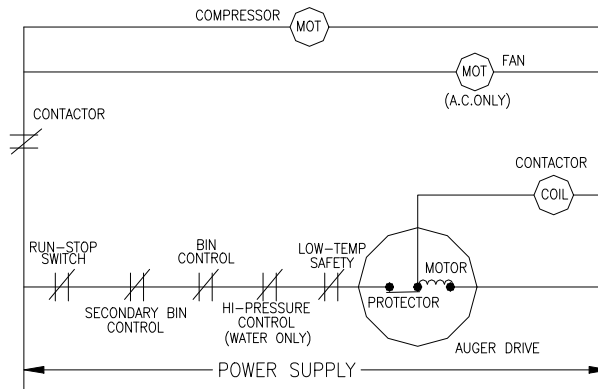 COMPRESSOR
MOT
MOT
FAN
(A.C.ONLY)
CONTACTOR
CONTACTOR
COIL
RUN-STOP
SWITCH
BIN
CONTROL
LOW-TEMP
SAFETY
MOTOR
PROTECTOR
SECONDARY BIN
CONTROL
HI-PRESSURE
CONTROL
(WATER ONLY)
AUGER DRIVE
POWER SUPPLY